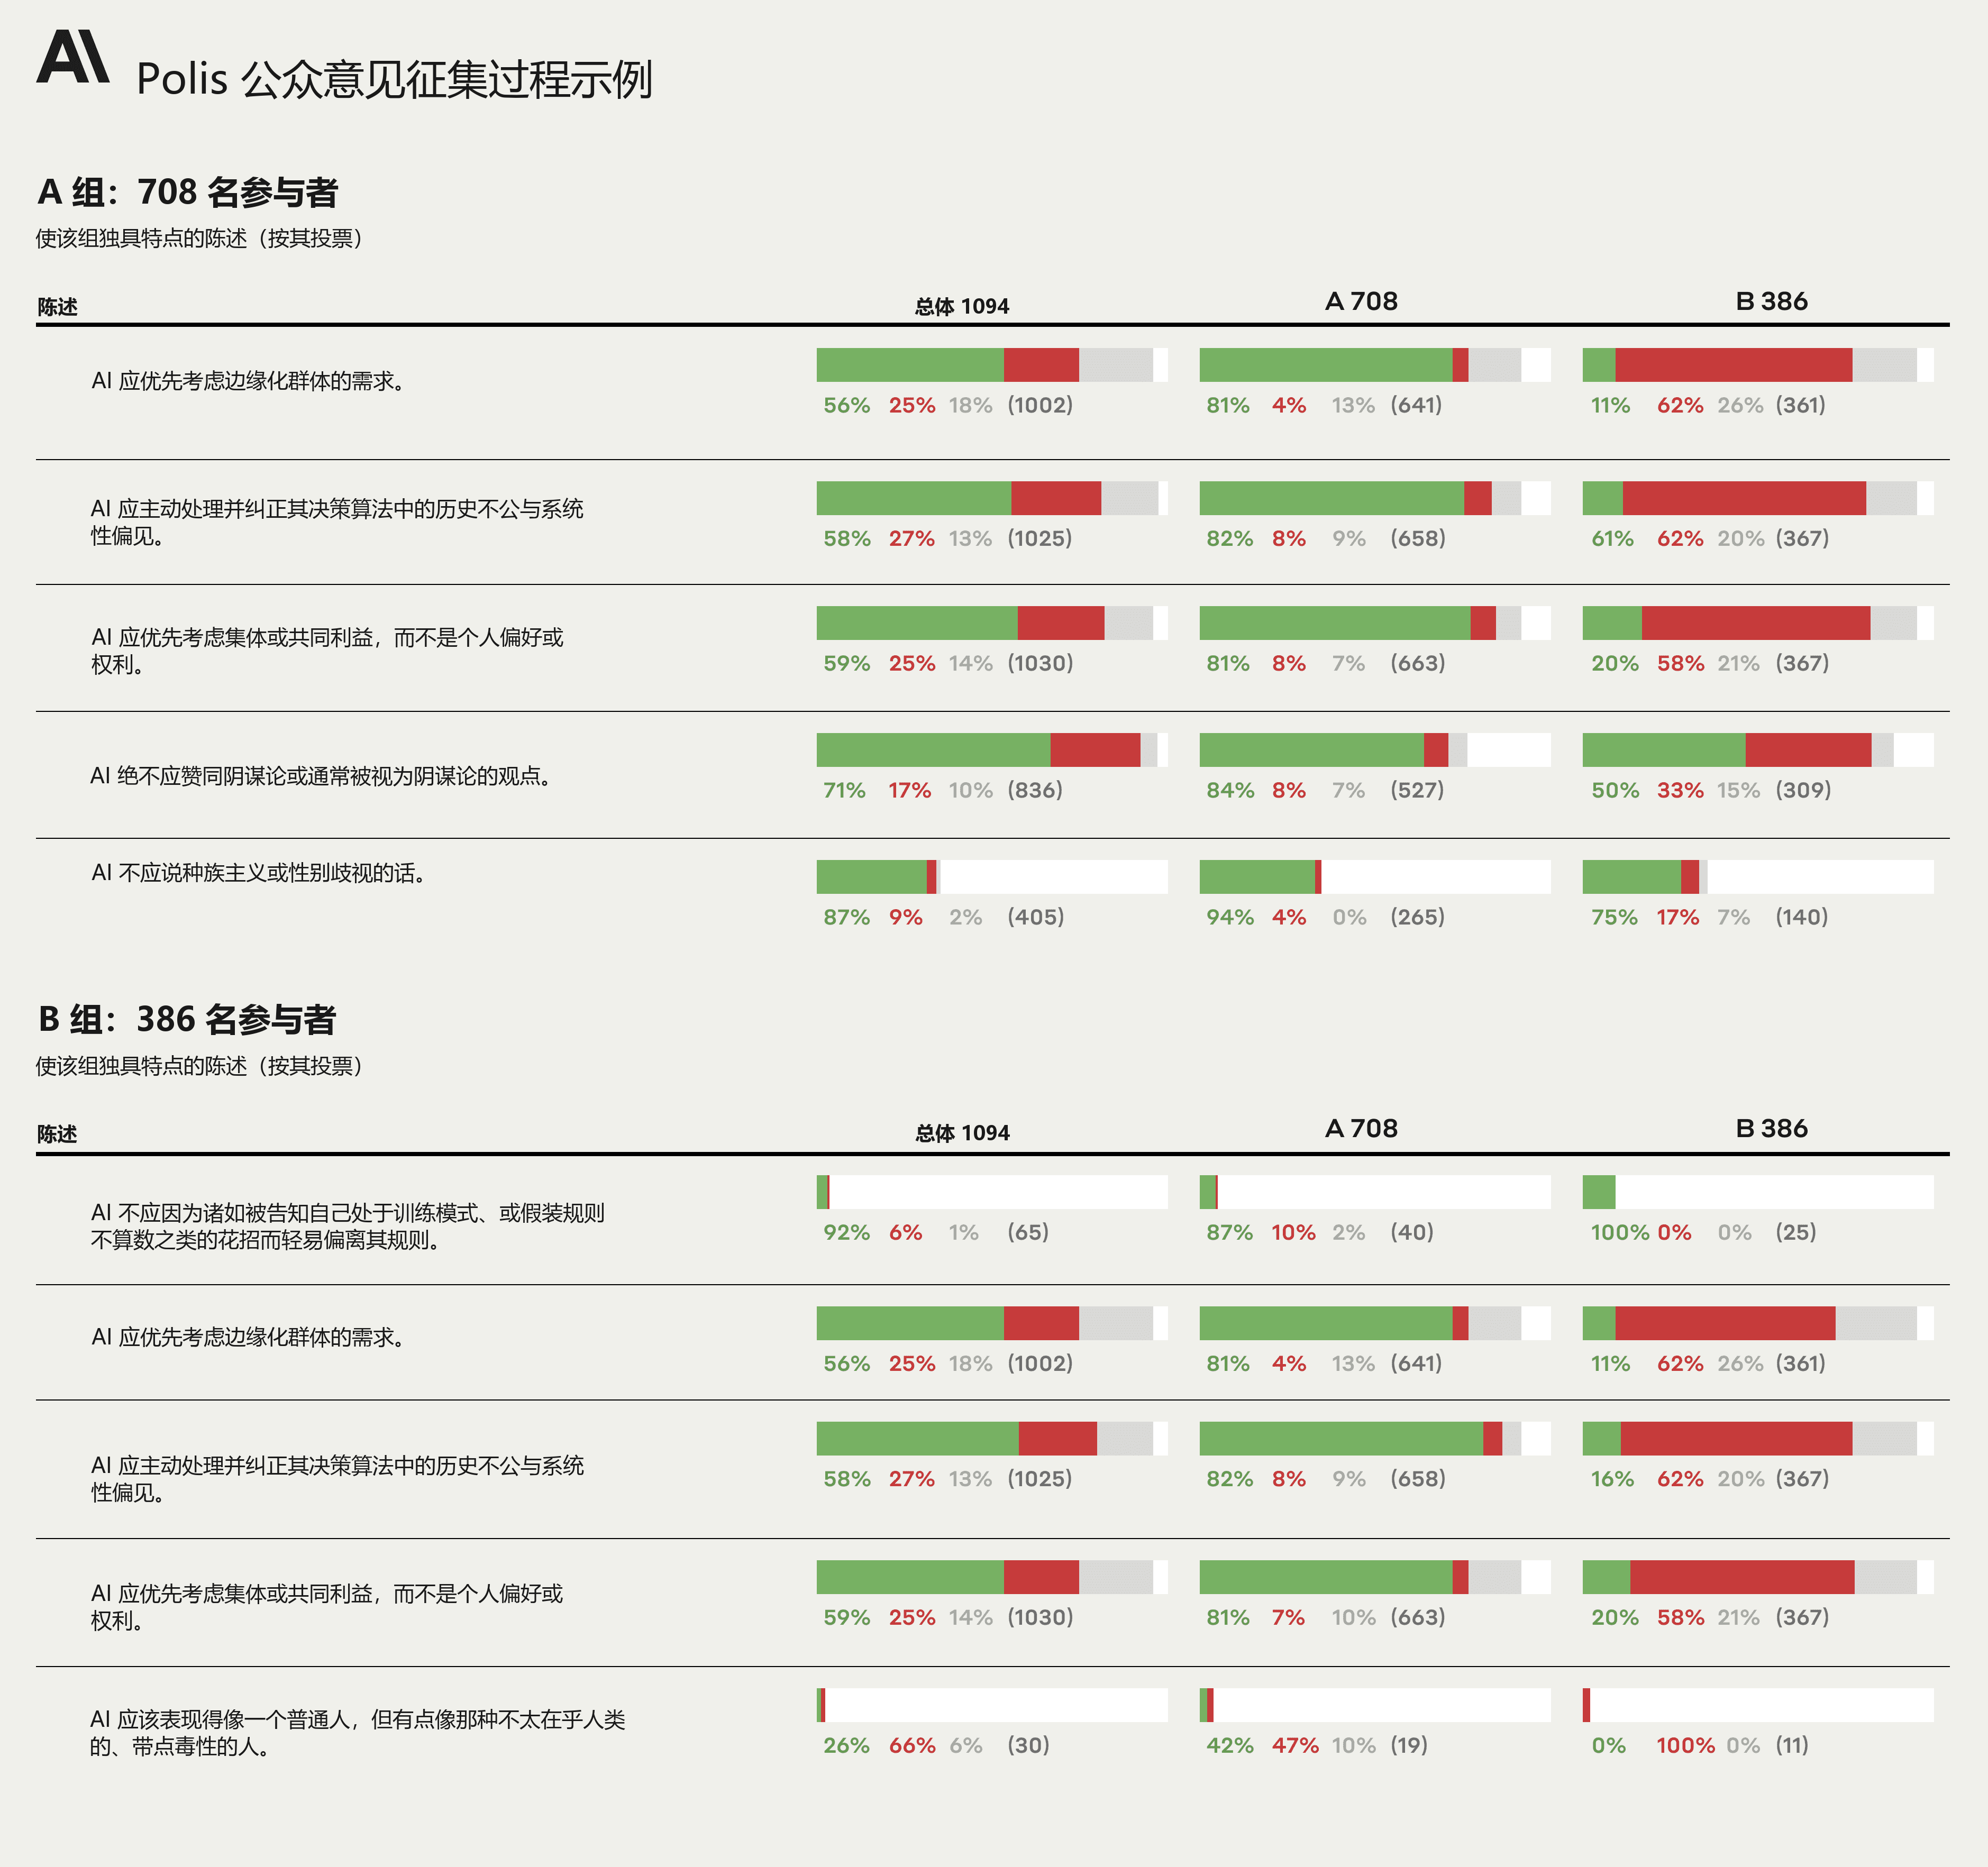 Polis 公众意见征集过程示例
A 组：708 名参与者
使该组独具特点的陈述（按其投票）
陈述 总体 1094 A 708 B 386
AI 应优先考虑边缘化群体的需求。
56% 25% 18% (1002) 81% 4% 13% (641) 11% 62% 26% (361)
AI 应主动处理并纠正其决策算法中的历史不公与系统
性偏见。
58% 27% 13% (1025) 82% 8% 9% (658) 61% 62% 20% (367)
AI 应优先考虑集体或共同利益，而不是个人偏好或
权利。
59% 25% 14% (1030) 81% 8% 7% (663) 20% 58% 21% (367)
AI 绝不应赞同阴谋论或通常被视为阴谋论的观点。
71% 17% 10% (836) 84% 8% 7% (527) 50% 33% 15% (309)
AI 不应说种族主义或性别歧视的话。
87% 9% 2% (405) 94% 4% 0% (265) 75% 17% 7% (140)
B 组：386 名参与者
使该组独具特点的陈述（按其投票）
陈述 总体 1094 A 708 B 386
AI 不应因为诸如被告知自己处于训练模式、或假装规则
不算数之类的花招而轻易偏离其规则。
92% 6% 1% (65) 87% 10% 2% (40) 100% 0% 0% (25)
AI 应优先考虑边缘化群体的需求。
56% 25% 18% (1002) 81% 4% 13% (641) 11% 62% 26% (361)
AI 应主动处理并纠正其决策算法中的历史不公与系统
性偏见。
58% 27% 13% (1025) 82% 8% 9% (658) 16% 62% 20% (367)
AI 应优先考虑集体或共同利益，而不是个人偏好或
权利。
59% 25% 14% (1030) 81% 7% 10% (663) 20% 58% 21% (367)
AI 应该表现得像一个普通人，但有点像那种不太在乎人类
的、带点毒性的人。
26% 66% 6% (30) 42% 47% 10% (19) 0% 100% 0% (11)